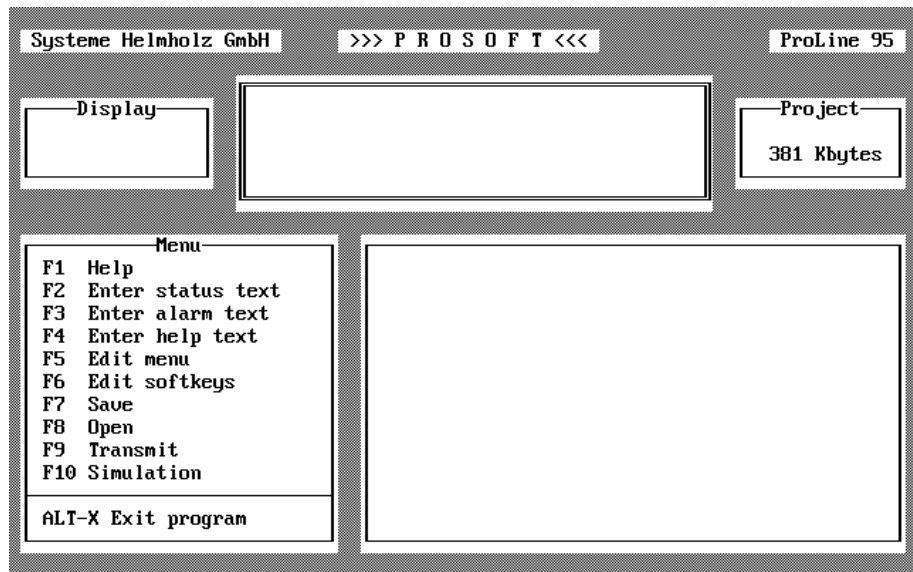 Systeme Helmholz GmbH >>> P R O S O F T <<< ProLine 95
Display
Project
381 Kbytes
Menu
F1 Help
F2 Enter status text
F3 Enter alarm text
F4 Enter help text
F5 Edit menu
F6 Edit softkeys
F7 Save
F8 Open
F9 Transmit
F10 Simulation
ALT-X Exit program